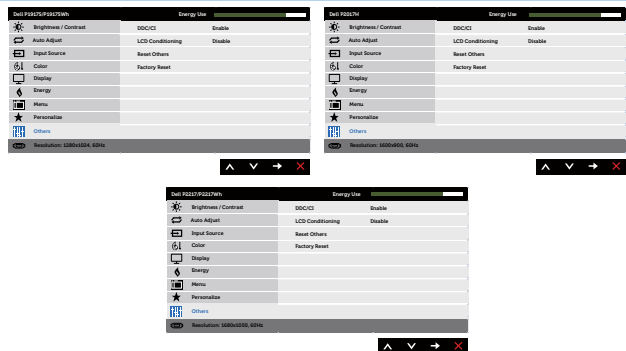 Dell P1917S/P1917SWh Energy Use
Brightness / Contrast DDC/CI Enable
Auto Adjust LCD Conditioning Disable
Input Source Reset Others
Color Factory Reset
Display
Energy
Menu
Personalize
Others
Resolution: 1280x1024, 60Hz
Dell P2017H Energy Use
Brightness / Contrast DDC/CI Enable
Auto Adjust LCD Conditioning Disable
Input Source Reset Others
Color Factory Reset
Display
Energy
Menu
Personalize
Others
Resolution: 1600x900, 60Hz
Dell P2217/P2217Wh Energy Use
Brightness / Contrast DDC/CI Enable
Auto Adjust LCD Conditioning Disable
Input Source Reset Others
Color Factory Reset
Display
Energy
Menu
Personalize
Others
Resolution: 1680x1050, 60Hz